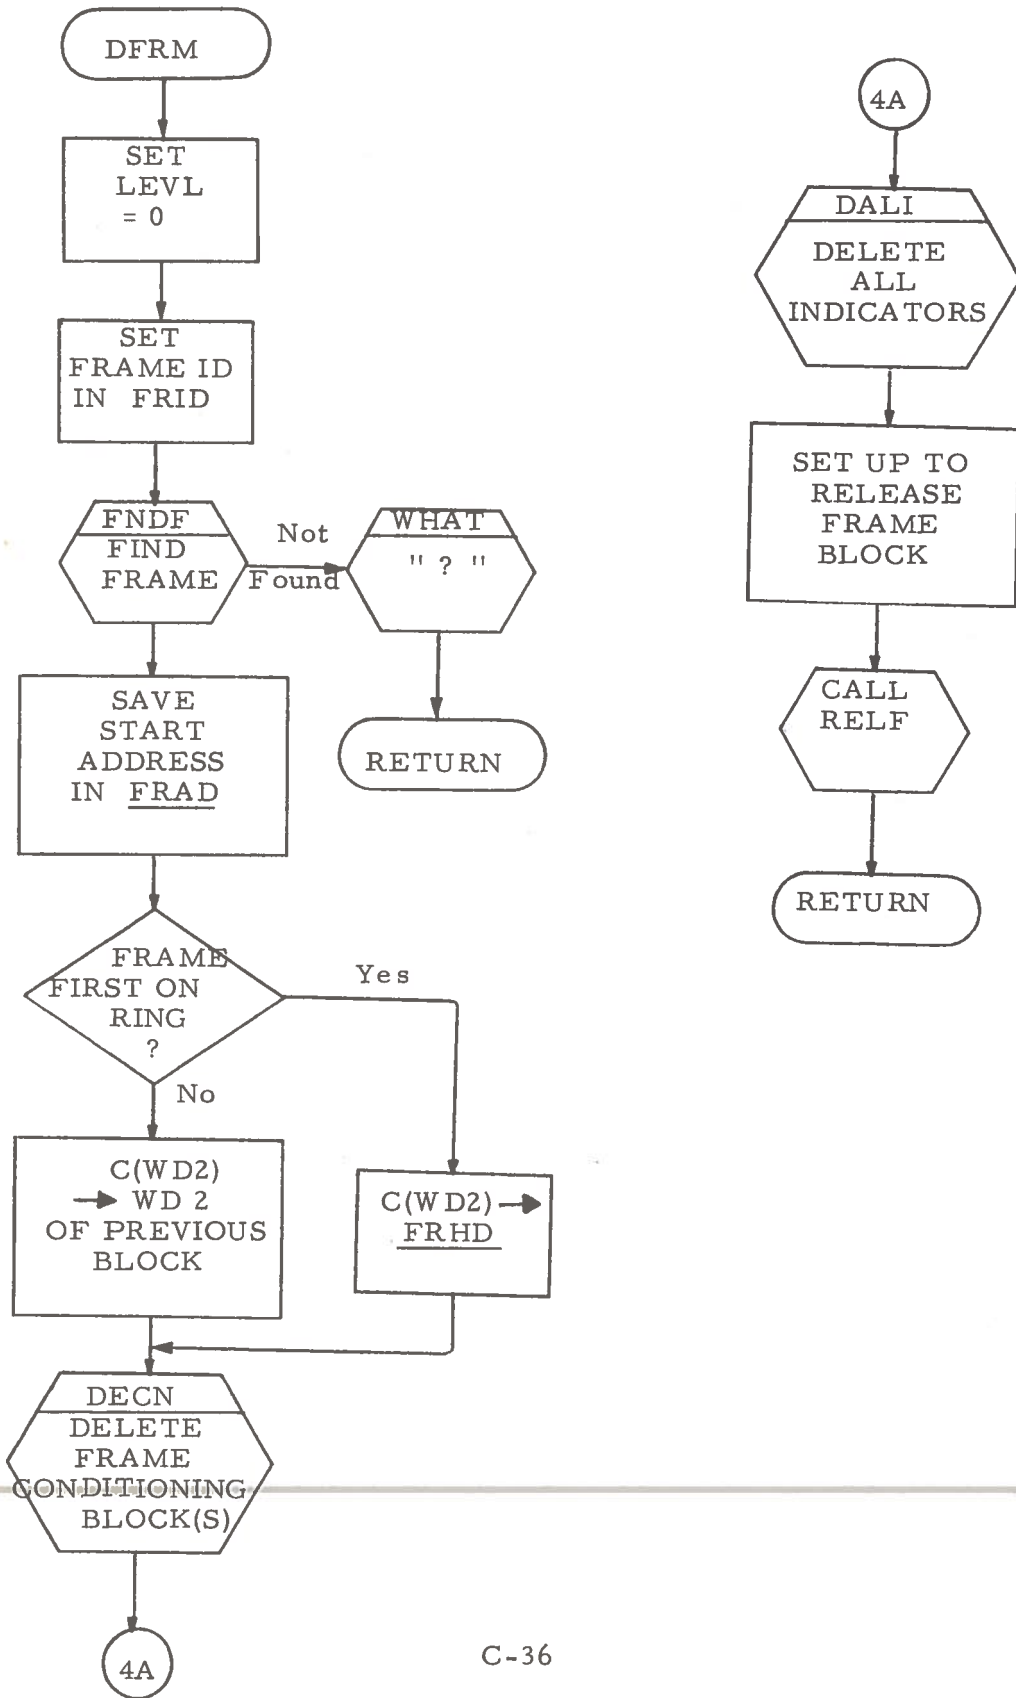 DFRM
SET
LEVL
= 0
SET
FRAME ID
IN FRID
FNDF
FIND
FRAME
Not
Found
WHAT
" ? "
RETURN
SAVE
START
ADDRESS
IN FRAD
FRAME
FIRST ON
RING
?
Yes
No
C(WD2)
→ WD 2
OF PREVIOUS
BLOCK
C(WD2) →
FRHD
DECN
DELETE
FRAME
CONDITIONING
BLOCK(S)
4A
4A
DALI
DELETE
ALL
INDICATORS
SET UP TO
RELEASE
FRAME
BLOCK
CALL
RELF
RETURN
C-36